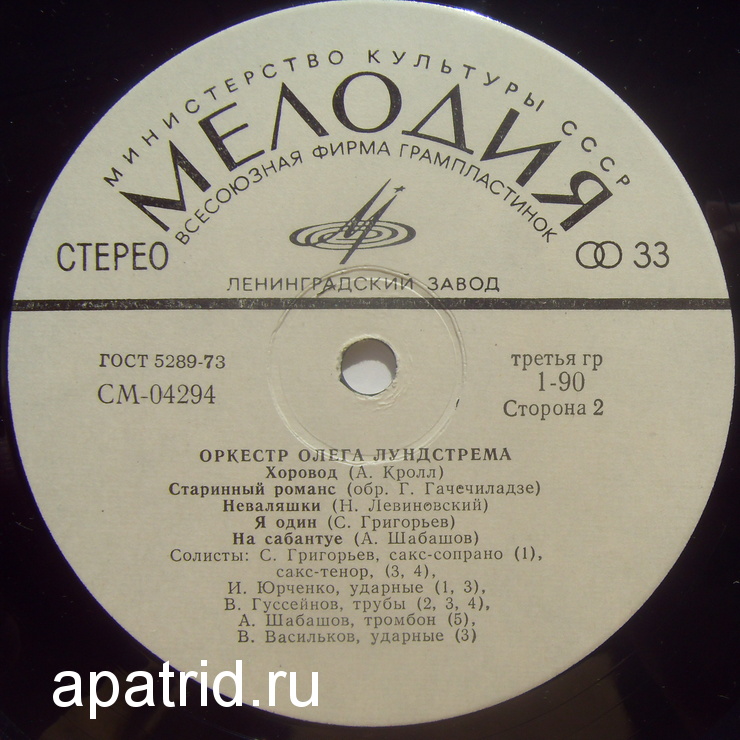 МИНИСТЕРСТВО КУЛЬТУРЫ СССР
МЕЛОДИЯ
ВСЕСОЮЗНАЯ ФИРМА ГРАМПЛАСТИНОК
СТЕРЕО
33
ЛЕНИНГРАДСКИЙ ЗАВОД
ГОСТ 5289-73
СМ-04294
третья гр
1-90
Сторона 2
ОРКЕСТР ОЛЕГА ЛУНДСТРЕМА
Хоровод (А. Кролл)
Старинный романс (обр. Г. Гачечиладзе)
Неваляшки (Н. Левиновский)
Я один (С. Григорьев)
На сабантуе (А. Шабашов)
Солисты: С. Григорьев, сакс-сопрано (1),
сакс-тенор, (3, 4),
И. Юрченко, ударные (1, 3),
В. Гуссейнов, трубы (2, 3, 4),
А. Шабашов, тромбон (5),
В. Васильков, ударные (3)
apatrid.ru